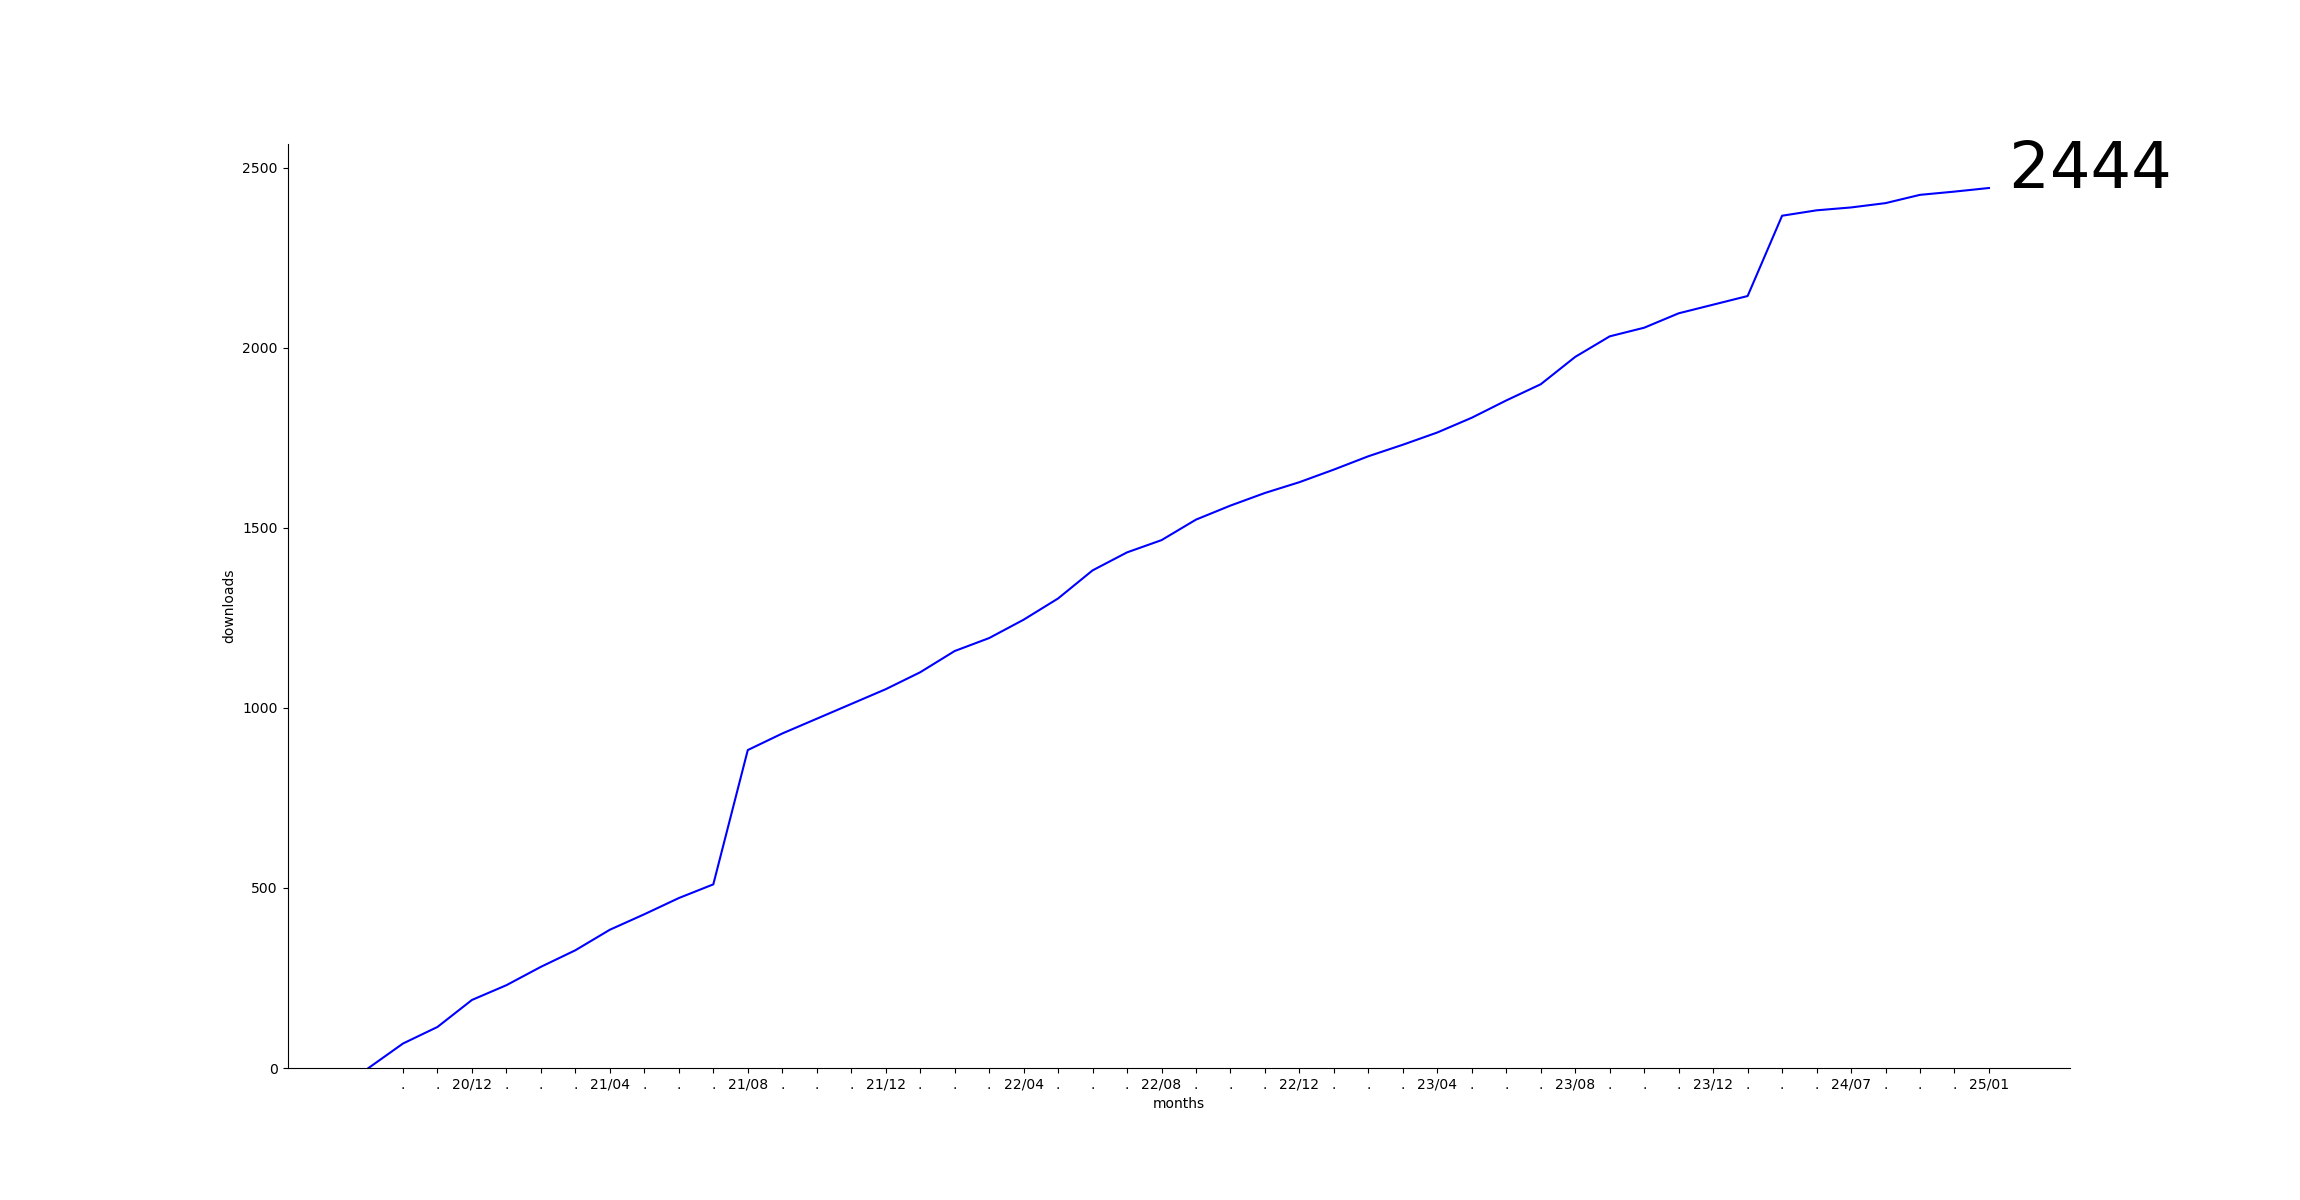 2444
2500
2000
1500
1000
500
0
downloads
. . 20/12 . . . 21/04 . . . 21/08 . . . 21/12 . . . 22/04 . . . 22/08 . . . 22/12 . . . 23/04 . . . 23/08 . . . 23/12 . . . 24/07 . . . 25/01
months